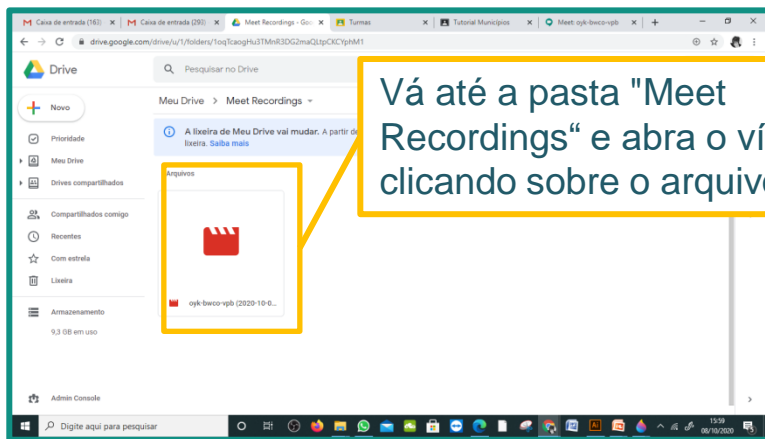 Caixa de entrada (163)
Caixa de entrada (293)
Meet Recordings - Goo
Turmas
Tutorial Municípios
Meet: oyk-bwco-vpb
drive.google.com/drive/u/1/folders/1oqTcaogHu3TMnR3DG2maQLtpCKCYphM1
Drive
Pesquisar no Drive
Vá até a pasta "Meet
Recordings“ e abra o ví
clicando sobre o arquivo
Novo
Meu Drive > Meet Recordings
A lixeira de Meu Drive vai mudar. A partir de
lixeira. Saiba mais
Prioridade
Meu Drive
Drives compartilhados
Arquivos
Compartilhados comigo
Recentes
Com estrela
Lixeira
oyk-bwco-vpb (2020-10-0...
Armazenamento
9,3 GB em uso
Admin Console
Digite aqui para pesquisar
15:59
08/10/2020